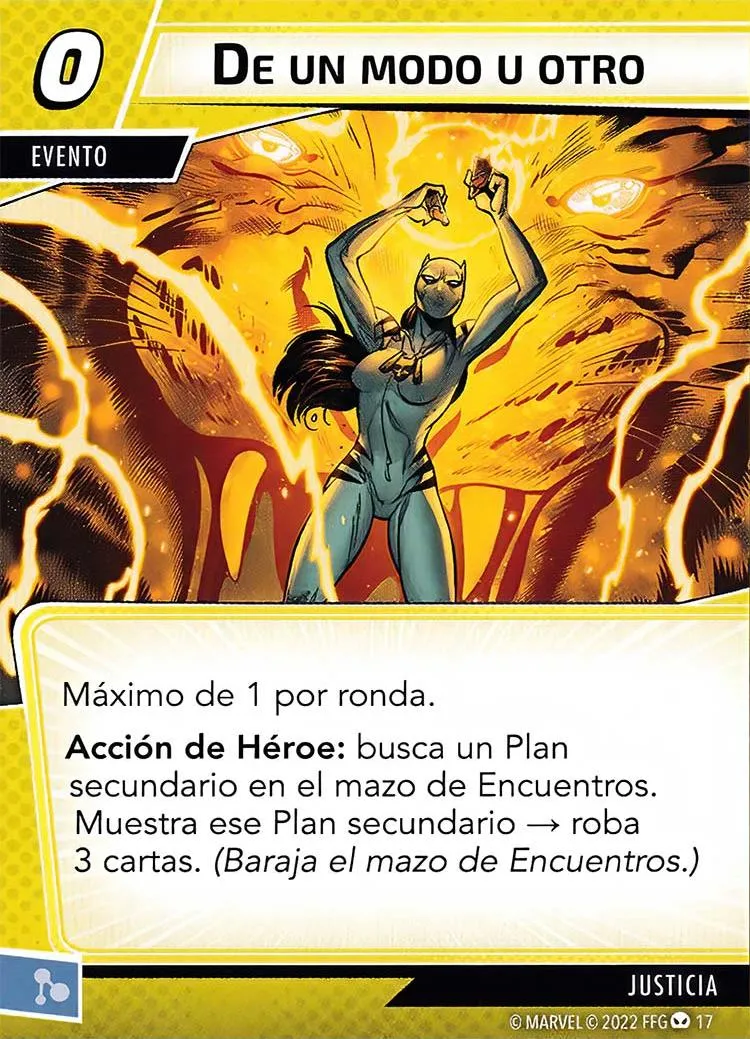 0
DE UN MODO U OTRO
EVENTO
Máximo de 1 por ronda.
Acción de Héroe: busca un Plan
secundario en el mazo de Encuentros.
Muestra ese Plan secundario → roba
3 cartas. (Baraja el mazo de Encuentros.)
JUSTICIA
© MARVEL © 2022 FFG 17